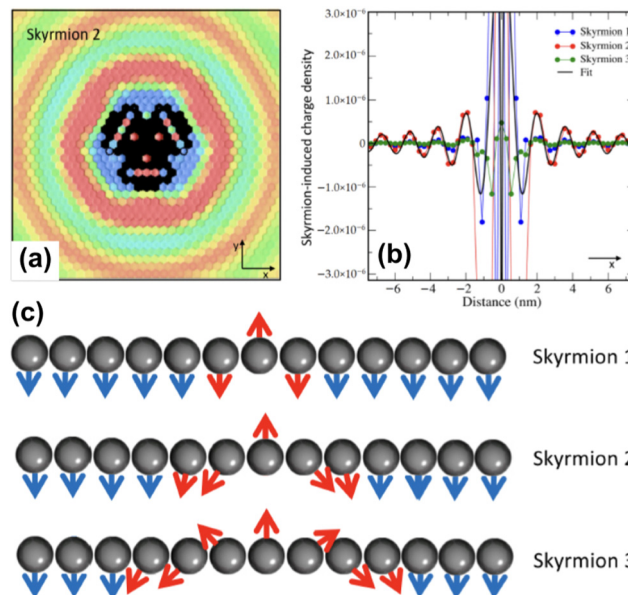 Skyrmion 2
(a)
y
x
(b)
Skyrmion-induced charge density
3.0×10⁻⁶
2.0×10⁻⁶
1.0×10⁻⁶
0
-1.0×10⁻⁶
-2.0×10⁻⁶
-3.0×10⁻⁶
Skyrmion 1
Skyrmion 2
Skyrmion 3
Fit
x
-6 -4 -2 0 2 4 6
Distance (nm)
(c)
Skyrmion 1
Skyrmion 2
Skyrmion 3